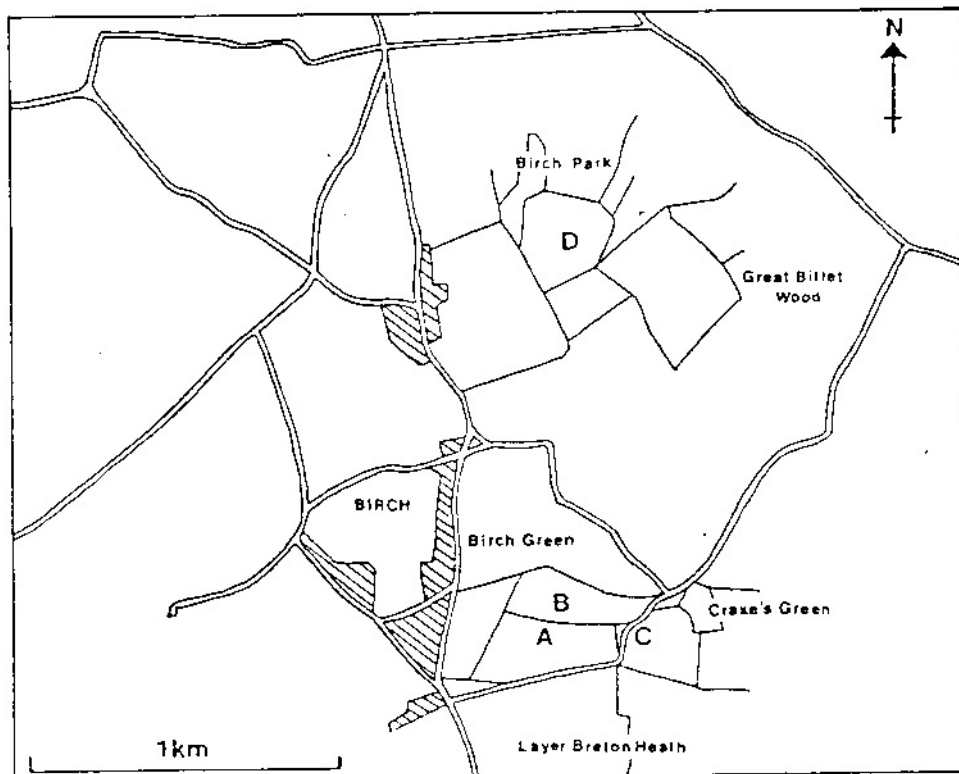 N
Birch Park
D
Great Billet
Wood
BIRCH
Birch Green
B
Craxe's Green
A
C
1km
Layer Breton Heath